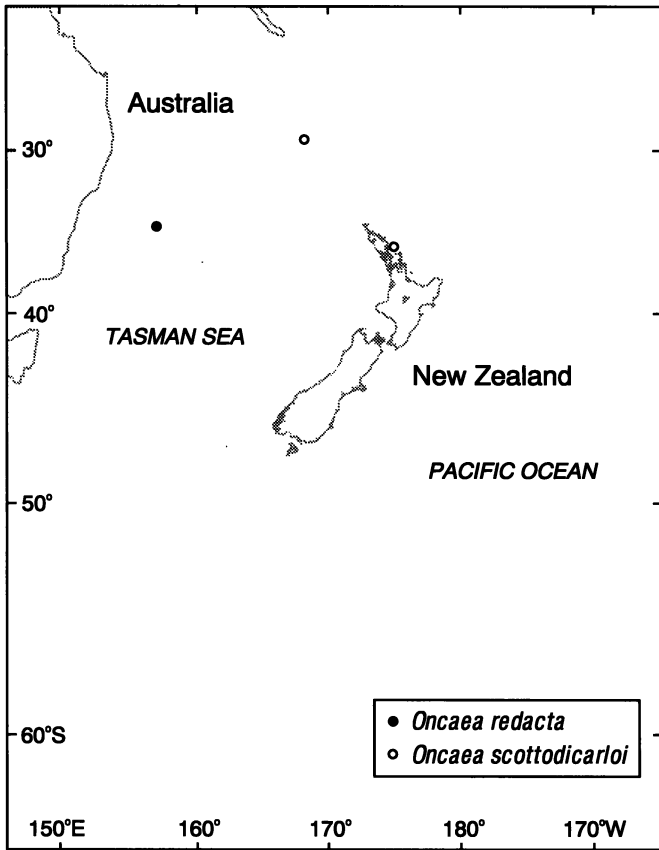 Australia
30°
40°
TASMAN SEA
New Zealand
PACIFIC OCEAN
50°
Oncaea redacta
Oncaea scottodicarloi
60°S
150°E 160° 170° 180° 170°W